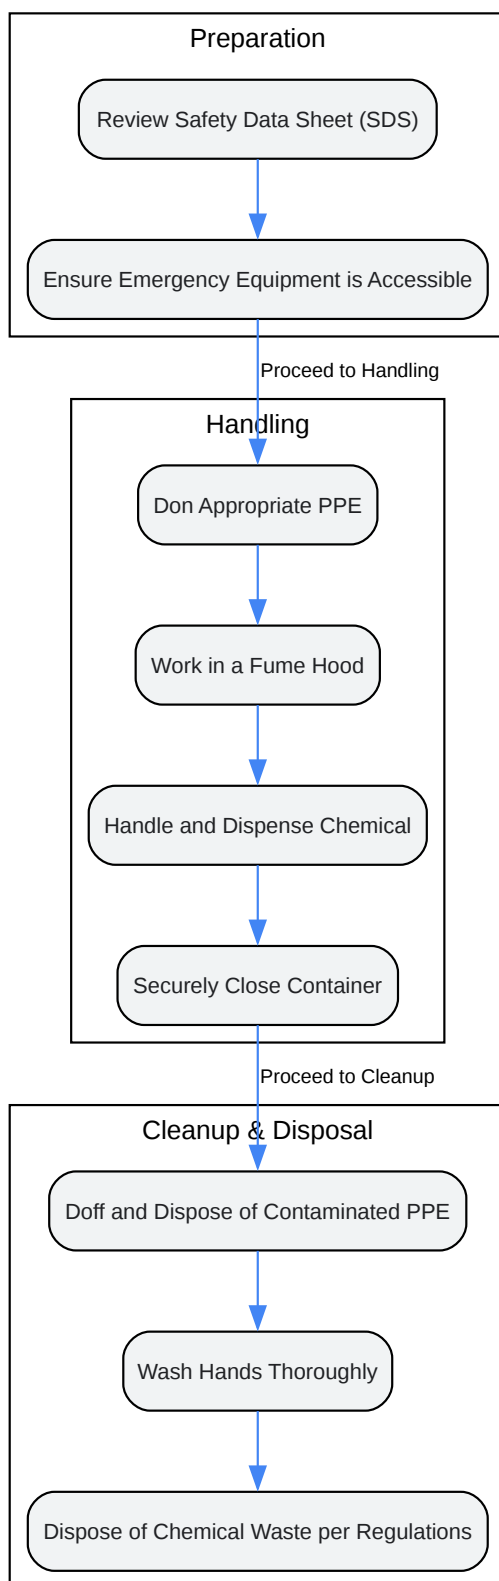 Preparation
Review Safety Data Sheet (SDS)
Ensure Emergency Equipment is Accessible
Proceed to Handling
Handling
Don Appropriate PPE
Work in a Fume Hood
Handle and Dispense Chemical
Securely Close Container
Proceed to Cleanup
Cleanup & Disposal
Doff and Dispose of Contaminated PPE
Wash Hands Thoroughly
Dispose of Chemical Waste per Regulations